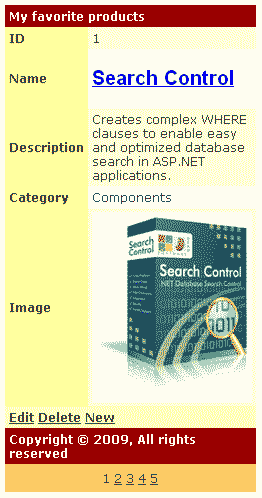 My favorite products
ID 1
Name Search Control
Description Creates complex WHERE
clauses to enable easy
and optimized database
search in ASP.NET
applications.
Category Components
Image
Search
Control
Search Control
.NET Database Search Control
Edit Delete New
Copyright © 2009, All rights
reserved
1 2 3 4 5